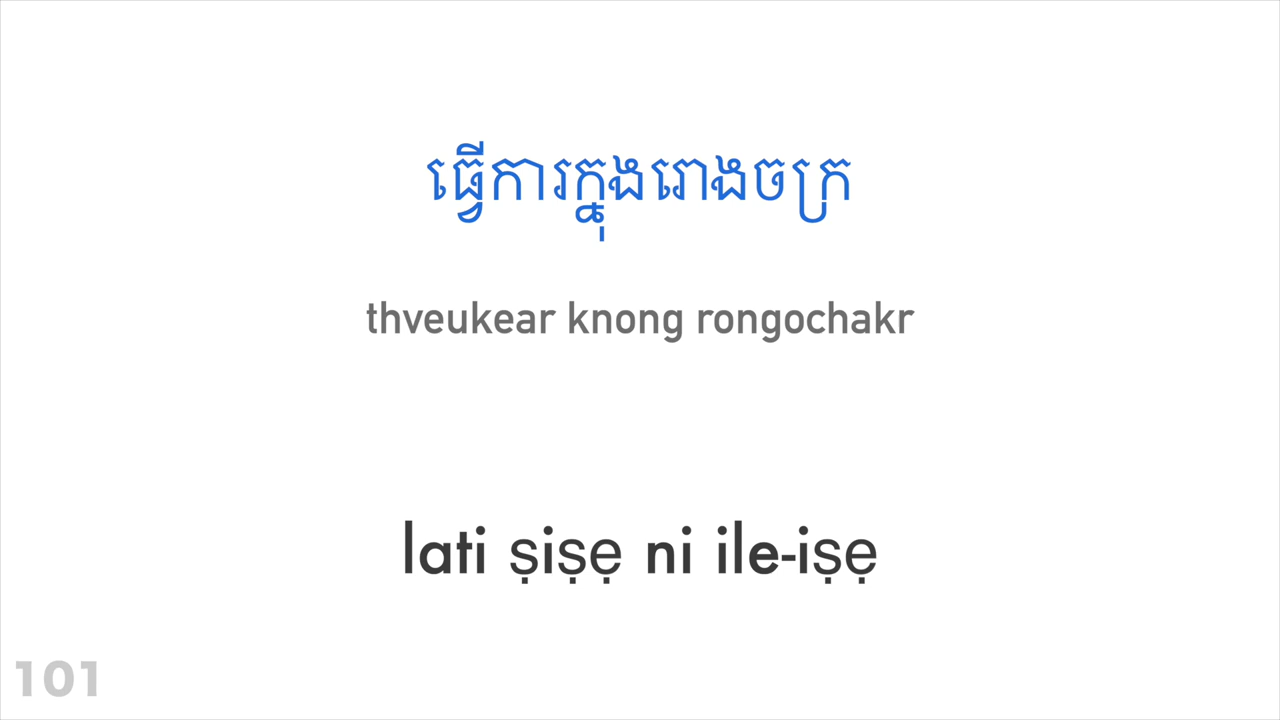 ធ្វើការក្នុងរោងចក្រ
thveukear knong rongochakr
lati ṣiṣẹ ni ile-iṣẹ
101